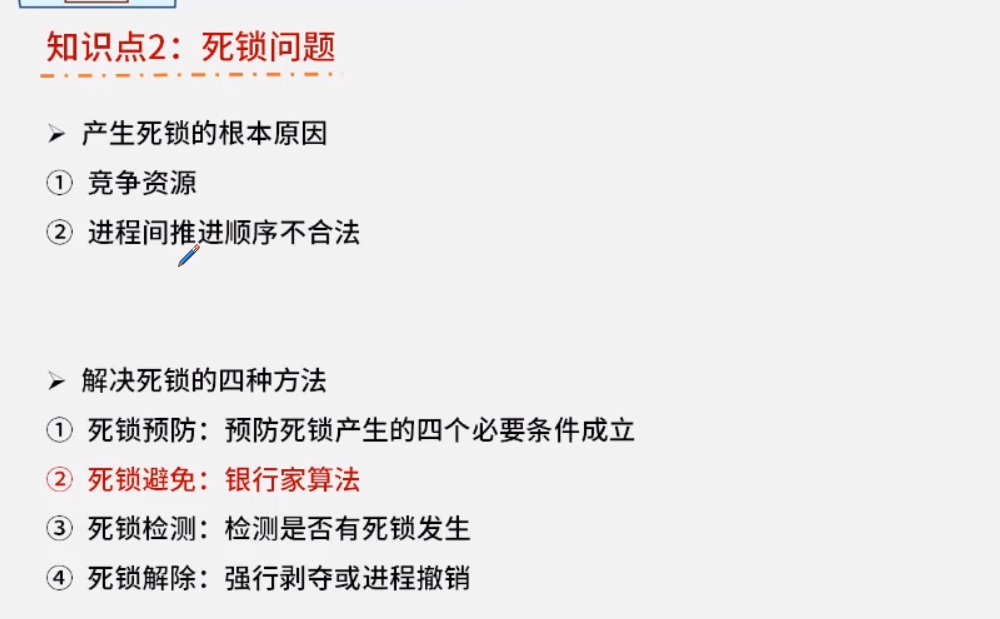 知识点2：死锁问题
➢ 产生死锁的根本原因
① 竞争资源
② 进程间推进顺序不合法
➢ 解决死锁的四种方法
① 死锁预防：预防死锁产生的四个必要条件成立
② 死锁避免：银行家算法
③ 死锁检测：检测是否有死锁发生
④ 死锁解除：强行剥夺或进程撤销